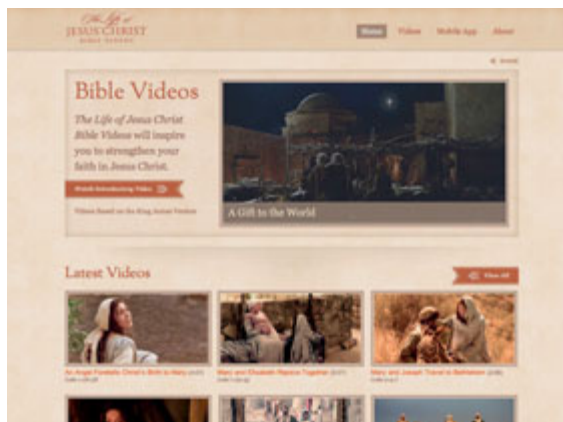 The Life of
JESUS CHRIST
BIBLE VIDEOS
Home Videos Mobile App About
Bible Videos
The Life of Jesus Christ
Bible Videos will inspire
you to strengthen your
faith in Jesus Christ.
Watch Introductory Video
Videos Based on the King James Version
A Gift to the World
Latest Videos
View All
An Angel Foretells Christ's Birth to Mary
Mary and Elisabeth Rejoice Together
Mary and Joseph Travel to Bethlehem